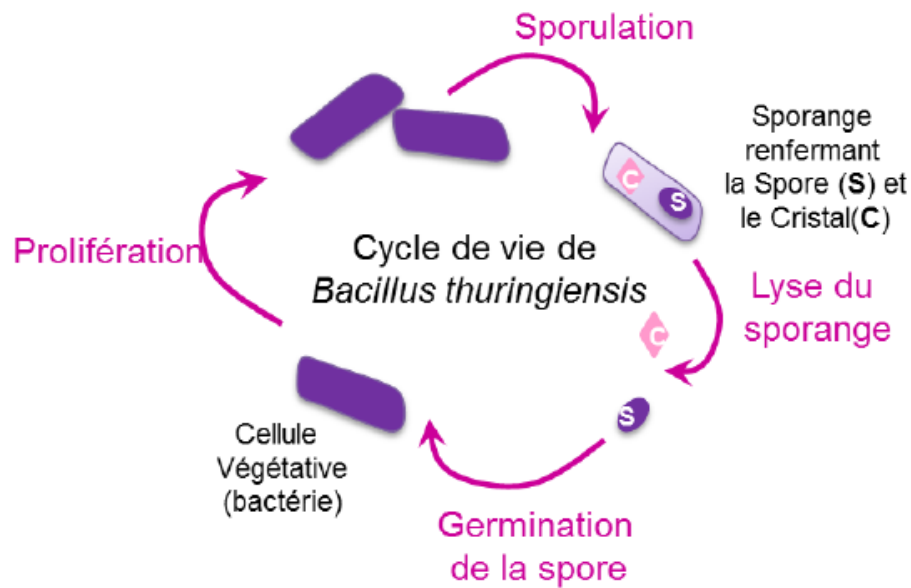 Sporulation
C
S
Sporange
renfermant
la Spore (S) et
le Cristal(C)
Prolifération
Cycle de vie de
Bacillus thuringiensis
Lyse du
sporange
C
S
Cellule
Végétative
(bactérie)
Germination
de la spore